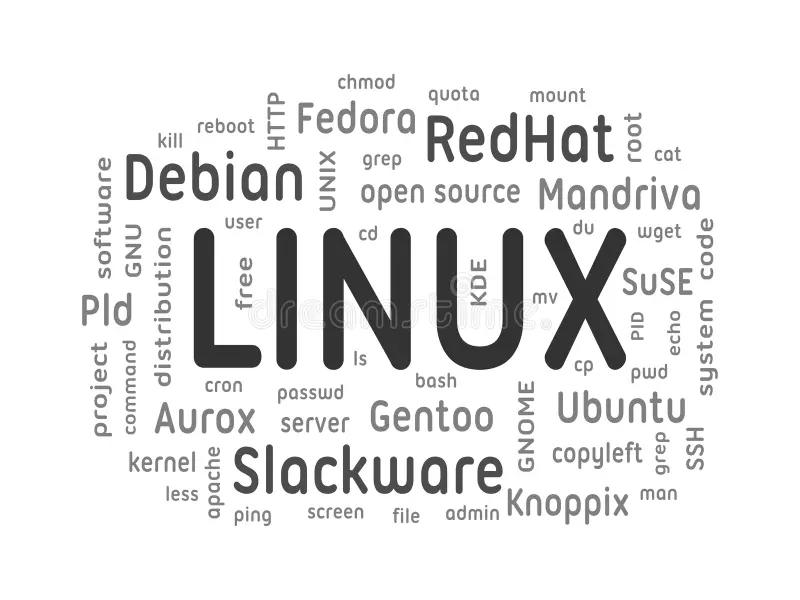 chmod
quota
mount
HTTP
Fedora
reboot
kill
RedHat
root
cat
grep
UNIX
Debian
open source
Mandriva
software
GNU
user
cd
du
wget
code
distribution
free
LINUX
KDE
mv
SuSE
Pld
dreamstime.com
PID
echo
system
project
command
ls
cp
pwd
cron
passwd
bash
Aurox
server
Gentoo
GNOME
Ubuntu
SSH
grep
copyleft
kernel
apache
Slackware
less
ping
screen
file
admin
Knoppix
man